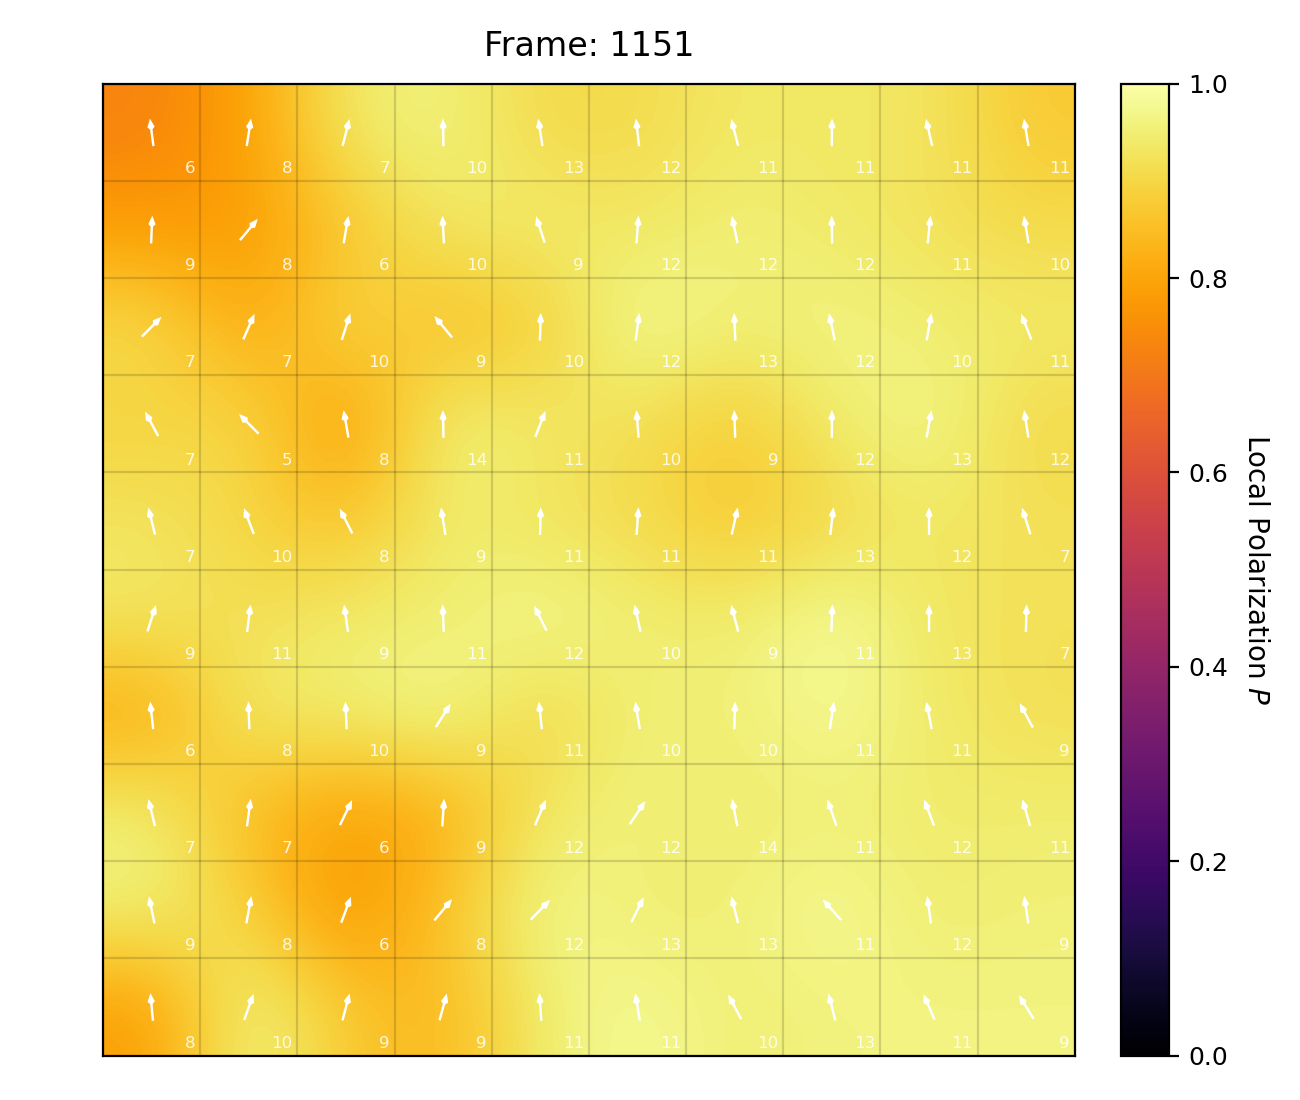 Frame: 1151
6 8 7 10 13 12 11 11 11 11
9 8 6 10 9 12 12 12 11 10
7 7 10 9 10 12 13 12 10 11
7 5 8 14 11 10 9 12 13 12
7 10 8 9 11 11 11 13 12 7
9 11 9 11 12 10 9 11 13 7
6 8 10 9 11 10 10 11 11 9
7 7 6 9 12 12 14 11 12 11
9 8 6 8 12 13 13 11 12 9
8 10 9 9 11 11 10 13 11 9
1.0
0.8
0.6
0.4
0.2
0.0
Local Polarization P